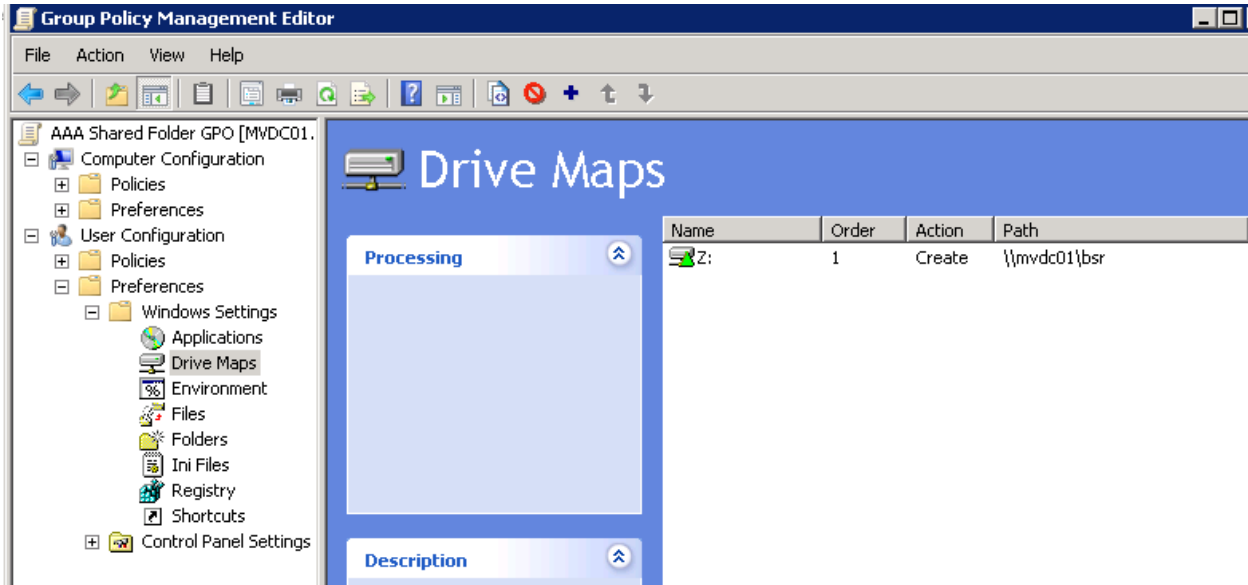 Group Policy Management Editor
File Action View Help
AAA Shared Folder GPO [MVDC01.
Computer Configuration
Policies
Preferences
User Configuration
Policies
Preferences
Windows Settings
Applications
Drive Maps
Environment
Files
Folders
Ini Files
Registry
Shortcuts
Control Panel Settings
Drive Maps
Processing
Description
Name Order Action Path
Z: 1 Create \\mvdc01\bsr